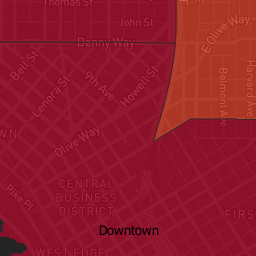 Thomas St
John St
E Olive Way
Denny Way
Bell St
9th Ave
Howell St
Lenora St
Belmont Ave
Harvard Ave
Olive Way
WN
CENTRAL
BUSINESS
DISTRICT
Pike Pl
FIRS
Downtown
WEST EDGE